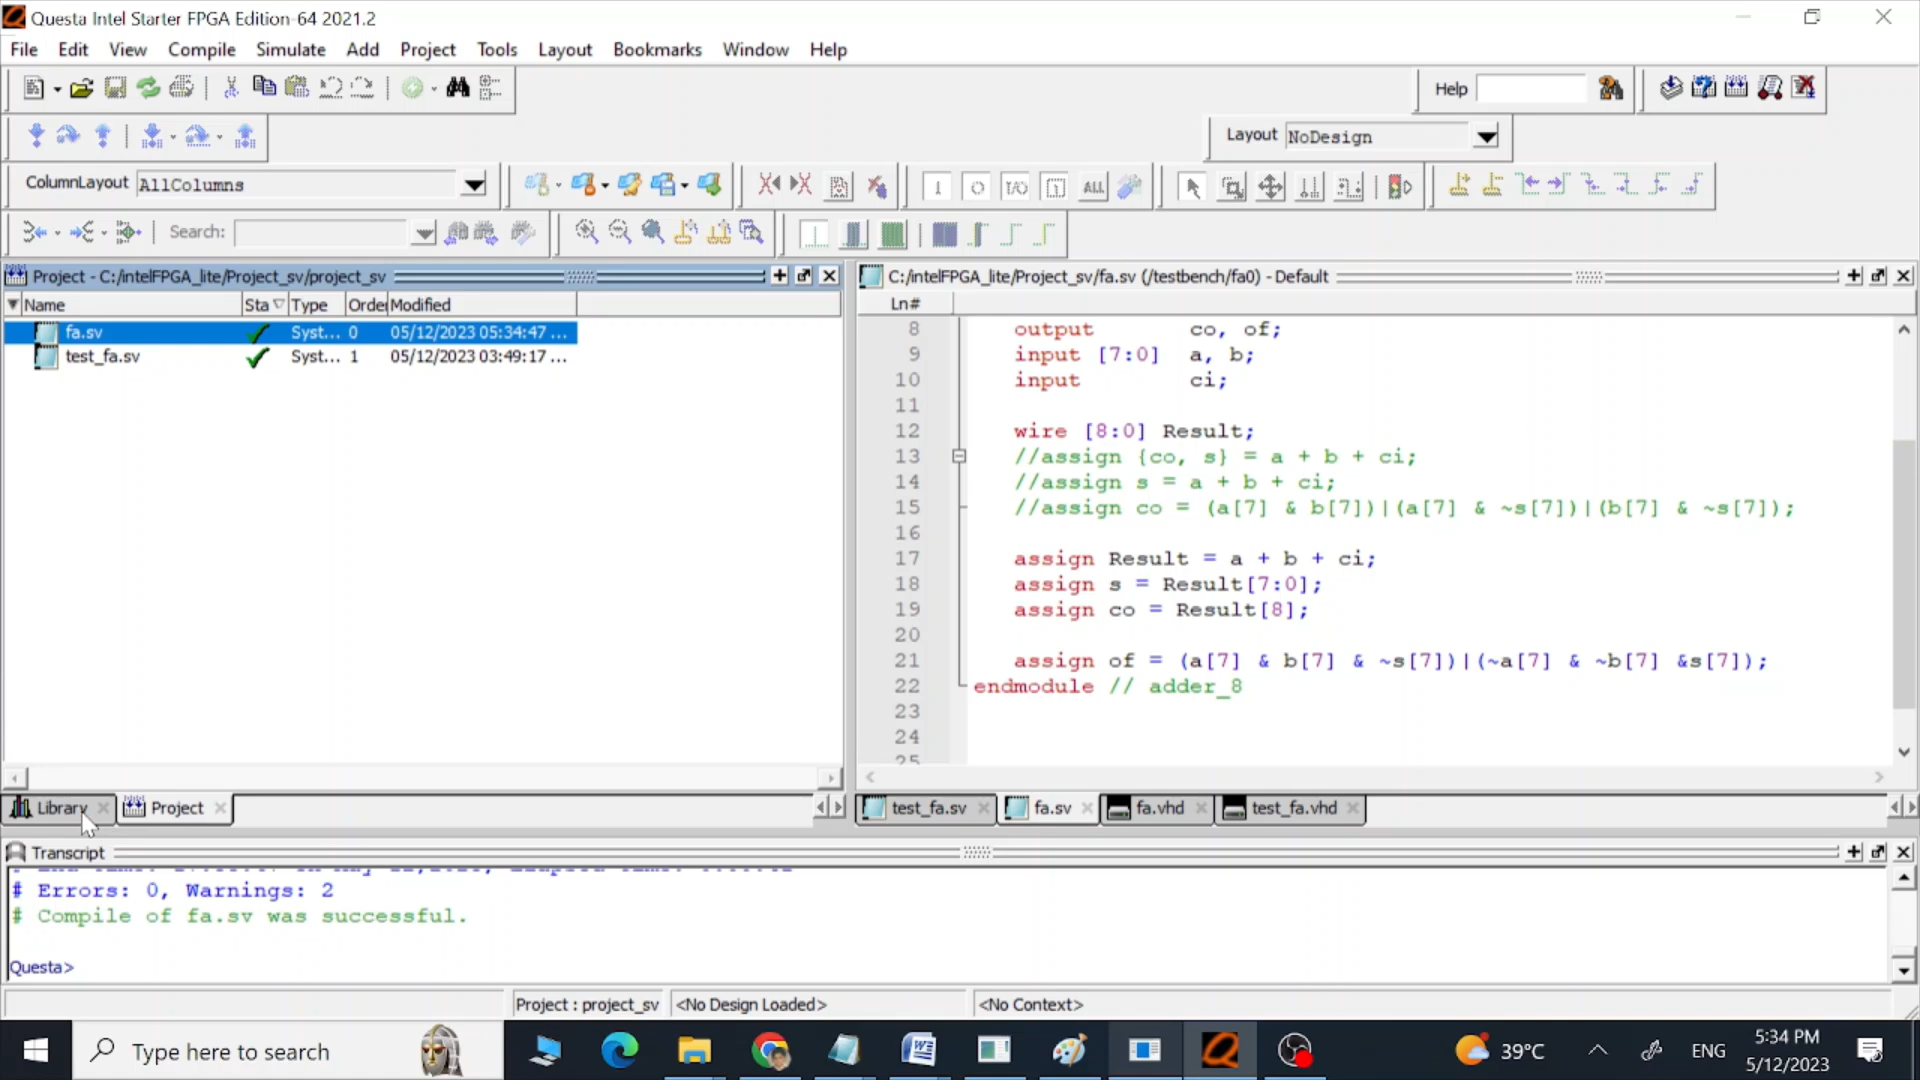 Questa Intel Starter FPGA Edition-64 2021.2
File Edit View Compile Simulate Add Project Tools Layout Bookmarks Window Help
Help
Layout NoDesign
ColumnLayout AllColumns
ALL
Search:
Project - C:/intelFPGA_lite/Project_sv/project_sv
Name Sta Type Orde Modified
fa.sv Syst... 0 05/12/2023 05:34:47 ...
test_fa.sv Syst... 1 05/12/2023 03:49:17 ...
Library Project
C:/intelFPGA_lite/Project_sv/fa.sv (/testbench/fa0) - Default
Ln#
8 output co, of;
9 input [7:0] a, b;
10 input ci;
11
12 wire [8:0] Result;
13 //assign {co, s} = a + b + ci;
14 //assign s = a + b + ci;
15 //assign co = (a[7] & b[7])|(a[7] & ~s[7])|(b[7] & ~s[7]);
16
17 assign Result = a + b + ci;
18 assign s = Result[7:0];
19 assign co = Result[8];
20
21 assign of = (a[7] & b[7] & ~s[7])|(~a[7] & ~b[7] &s[7]);
22 endmodule // adder_8
23
24
25
test_fa.sv fa.sv fa.vhd test_fa.vhd
Transcript
# Errors: 0, Warnings: 2
# Compile of fa.sv was successful.
Questa>
Project : project_sv <No Design Loaded> <No Context>
Type here to search
39°C ENG 5:34 PM
5/12/2023